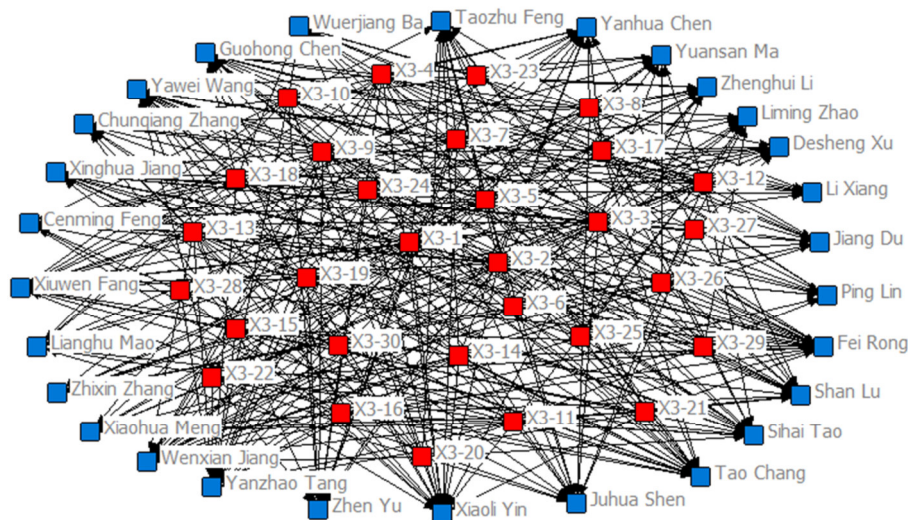 Wuerjiang Ba
Taozhu Feng
Yanhua Chen
Guohong Chen
Yuansan Ma
X3-4
X3-23
Yawei Wang
Zhenghui Li
X3-10
X3-8
Chunqiang Zhang
Liming Zhao
X3-7
X3-9
X3-17
Desheng Xu
Xinghua Jiang
X3-18
X3-24
X3-12
Li Xiang
X3-5
Cenming Feng
X3-13
X3-3
X3-27
X3-1
Jiang Du
X3-2
Xiuwen Fang
X3-28
X3-19
X3-26
Ping Lin
X3-6
X3-15
X3-25
Lianghu Mao
X3-30
X3-14
X3-29
Fei Rong
X3-22
Zhixin Zhang
Shan Lu
X3-16
X3-11
X3-21
Xiaohua Meng
Sihai Tao
Wenxian Jiang
X3-20
Tao Chang
Yanzhao Tang
Zhen Yu
Xiaoli Yin
Juhua Shen